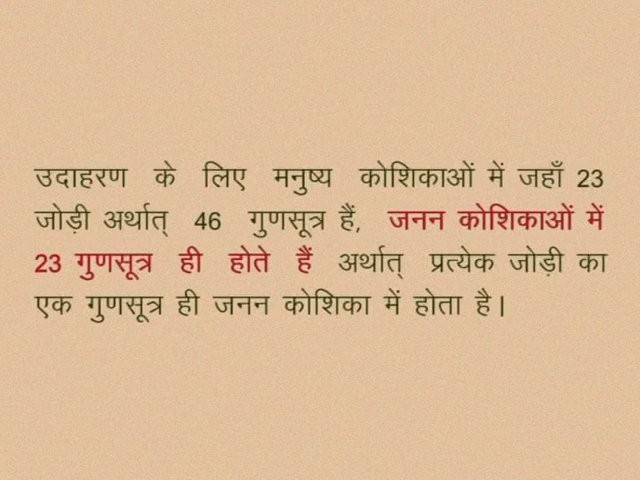 उदाहरण के लिए मनुष्य कोशिकाओं में जहाँ 23
जोड़ी अर्थात् 46 गुणसूत्र हैं, जनन कोशिकाओं में
23 गुणसूत्र ही होते हैं अर्थात् प्रत्येक जोड़ी का
एक गुणसूत्र ही जनन कोशिका में होता है।